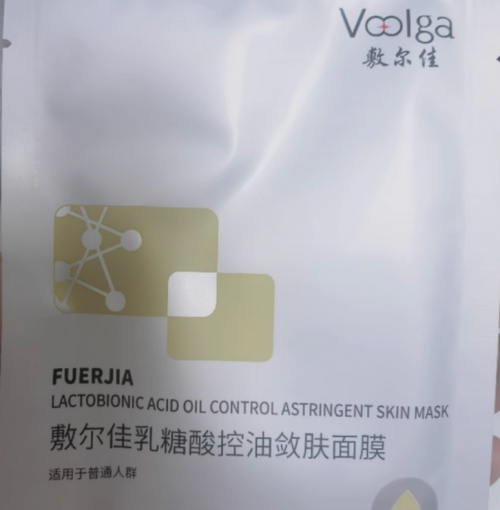 Voolga
敷尔佳
FUERJIA
LACTOBIONIC ACID OIL CONTROL ASTRINGENT SKIN MASK
敷尔佳乳糖酸控油敛肤面膜
适用于普通人群